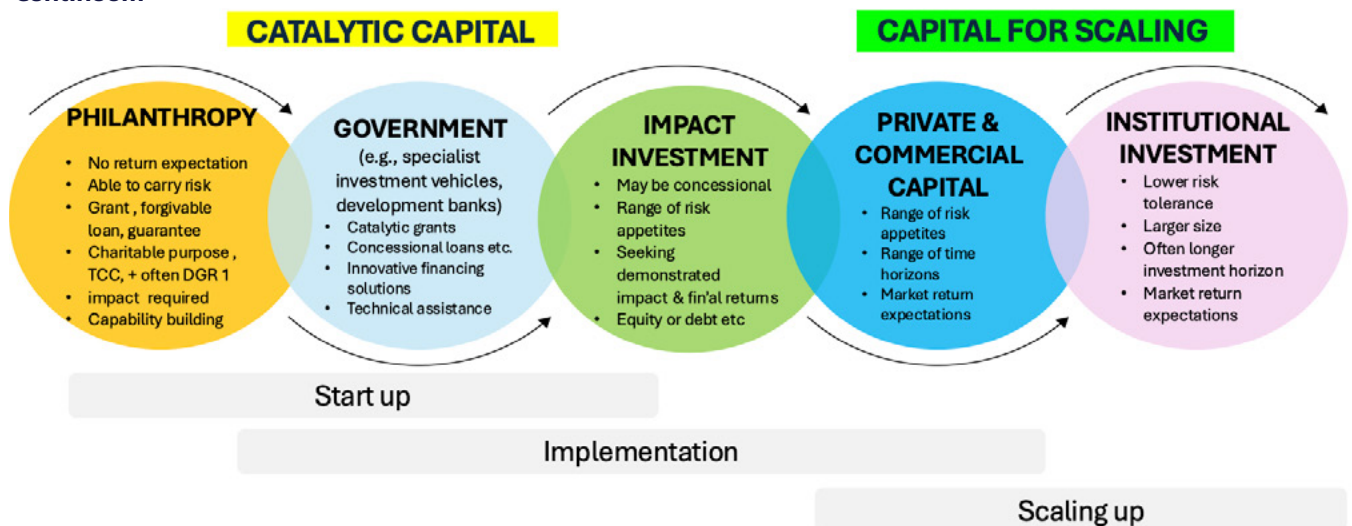 CATALYTIC CAPITAL
CAPITAL FOR SCALING
PHILANTHROPY
• No return expectation
• Able to carry risk
• Grant , forgivable
loan, guarantee
• Charitable purpose ,
TCC, + often DGR 1
• impact required
• Capability building
GOVERNMENT
(e.g., specialist
investment vehicles,
development banks)
• Catalytic grants
• Concessional loans etc.
• Innovative financing
solutions
• Technical assistance
IMPACT
INVESTMENT
• May be concessional
• Range of risk
appetites
• Seeking
demonstrated
impact & fin'al returns
• Equity or debt etc
PRIVATE &
COMMERCIAL
CAPITAL
• Range of risk
appetites
• Range of time
horizons
• Market return
expectations
INSTITUTIONAL
INVESTMENT
• Lower risk
tolerance
• Larger size
• Often longer
investment horizon
• Market return
expectations
Start up
Implementation
Scaling up